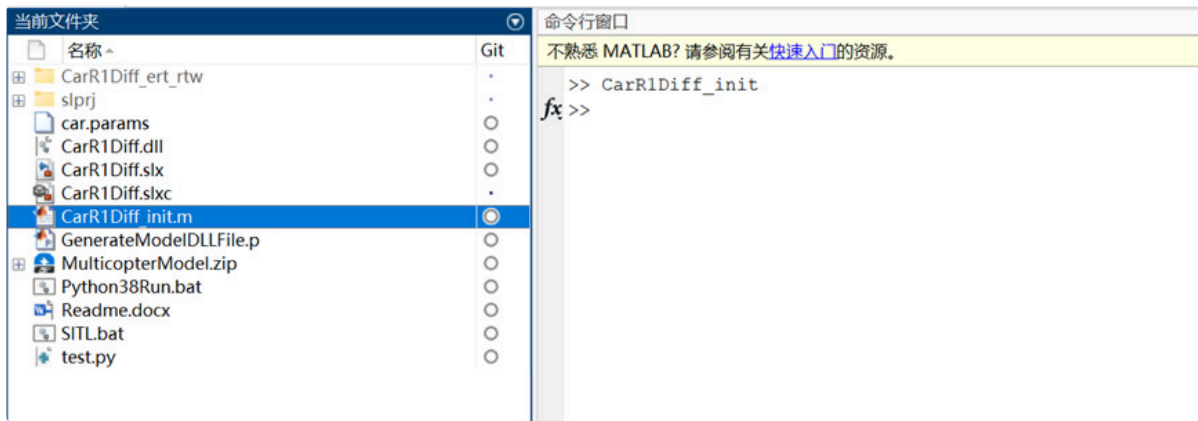 当前文件夹
名称 Git
CarR1Diff_ert_rtw
slprj
car.params
CarR1Diff.dll
CarR1Diff.slx
CarR1Diff.slxc
CarR1Diff_init.m
GenerateModelDLLFile.p
MulticopterModel.zip
Python38Run.bat
Readme.docx
SITL.bat
test.py
命令行窗口
不熟悉 MATLAB? 请参阅有关快速入门的资源。
>> CarR1Diff_init
fx >>